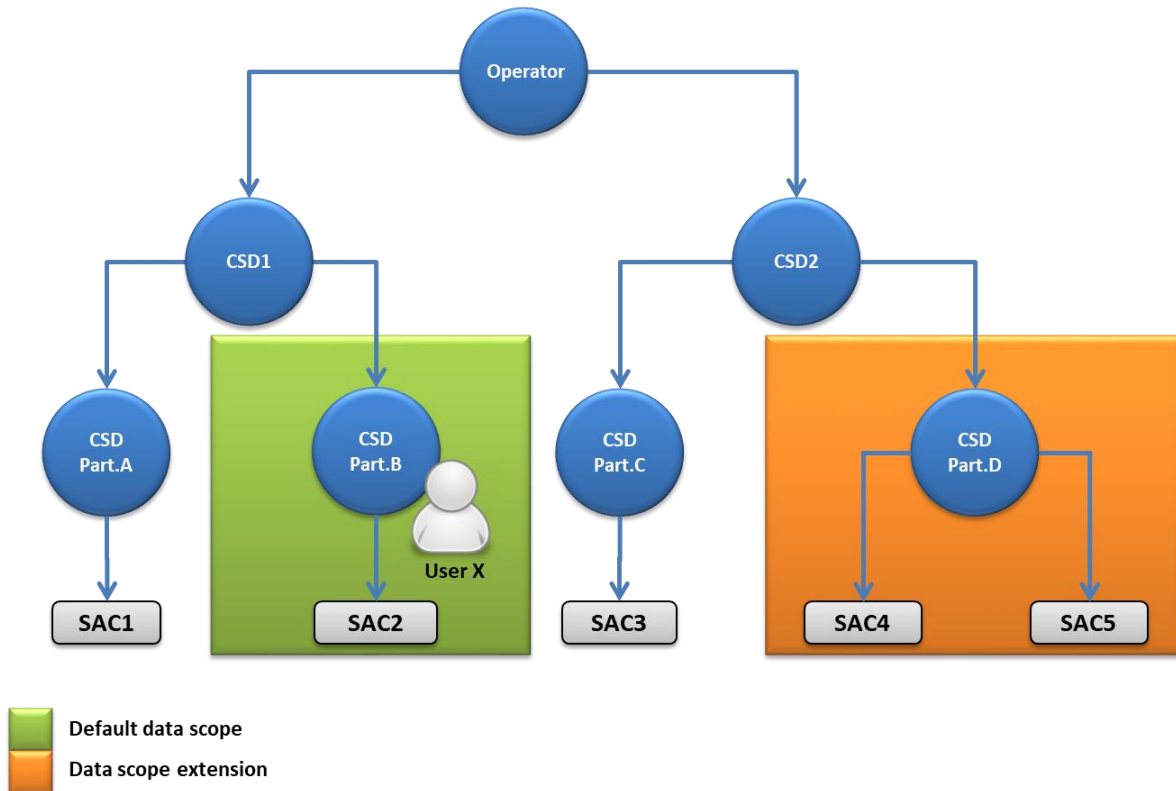 Operator
CSD1
CSD2
CSD
Part.A
CSD
Part.B
CSD
Part.C
CSD
Part.D
User X
SAC1
SAC2
SAC3
SAC4
SAC5
Default data scope
Data scope extension